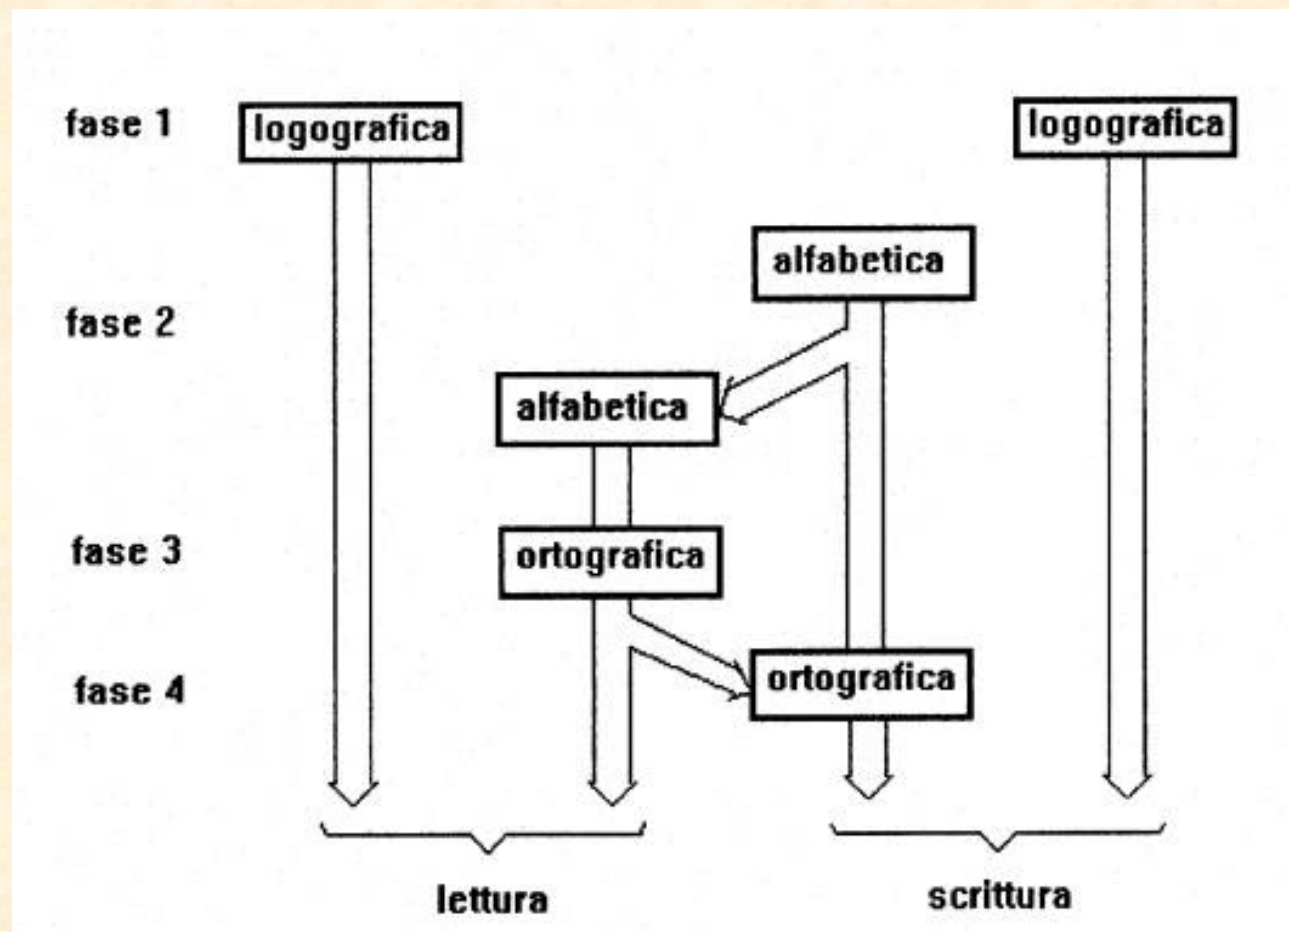 fase 1
logografica
logografica
alfabetica
fase 2
alfabetica
fase 3
ortografica
fase 4
ortografica
lettura
scrittura